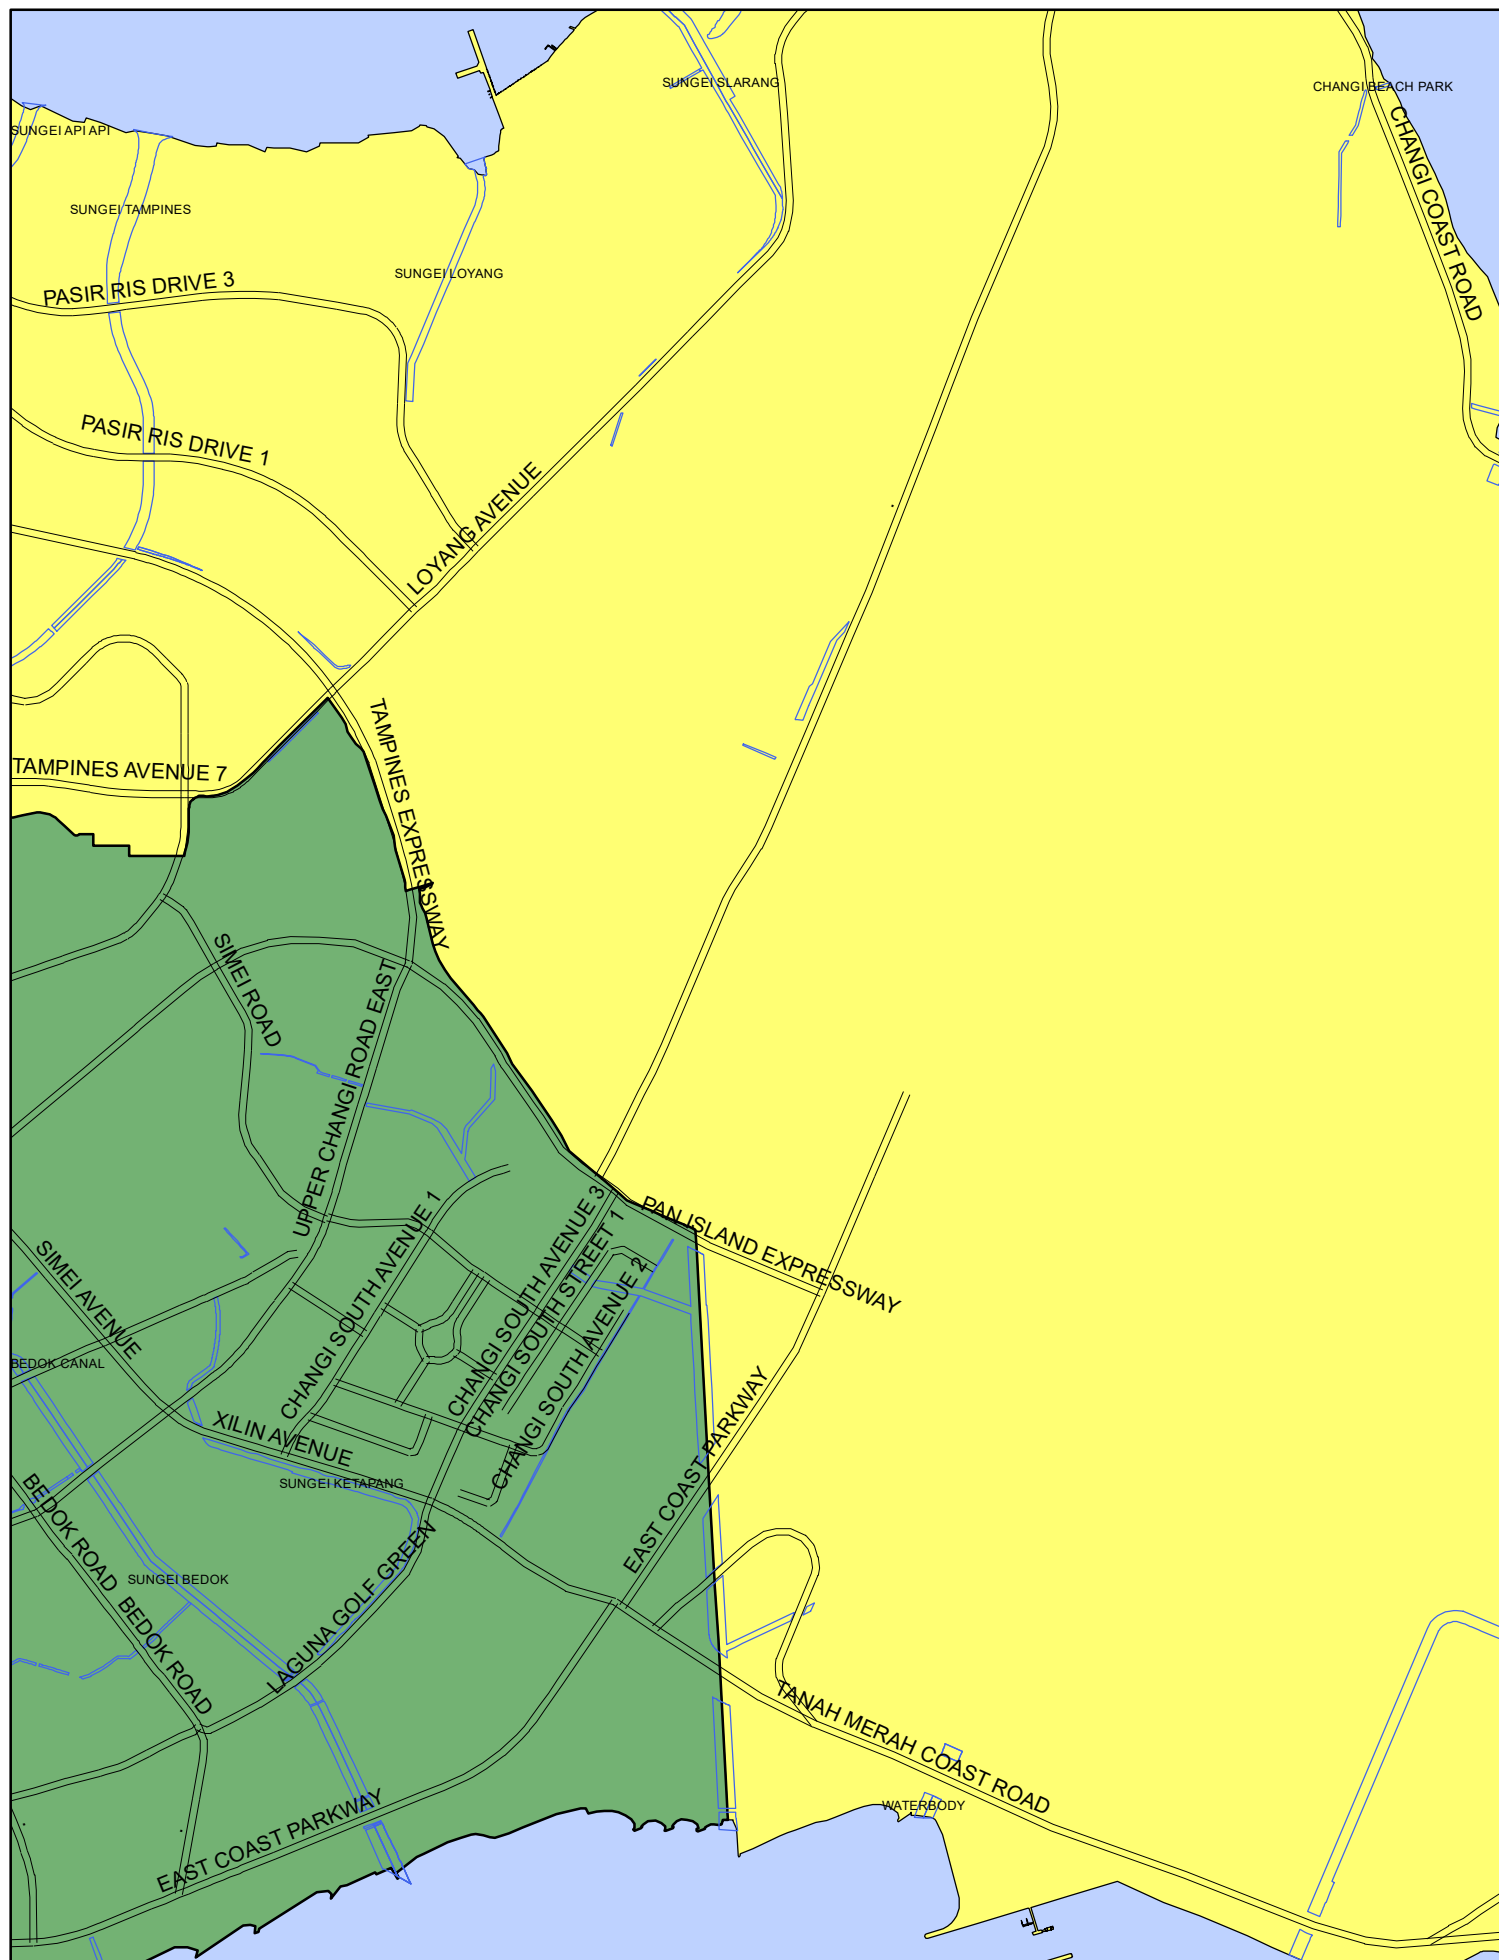 SUNGEI SLARANG
CHANGI BEACH PARK
SUNGEI API API
CHANGI COAST ROAD
SUNGEI TAMPINES
SUNGEI LOYANG
PASIR RIS DRIVE 3
PASIR RIS DRIVE 1
LOYANG AVENUE
TAMPINES EXPRESSWAY
TAMPINES AVENUE 7
SIMEI ROAD
UPPER CHANGI ROAD EAST
CHANGI SOUTH AVENUE 1
CHANGI SOUTH AVENUE 3
CHANGI SOUTH STREET 1
CHANGI SOUTH AVENUE 2
PAN ISLAND EXPRESSWAY
SIMEI AVENUE
BEDOK CANAL
XILIN AVENUE
EAST COAST PARKWAY
SUNGEI KETAPANG
BEDOK ROAD
SUNGEI BEDOK
LAGUNA GOLF GREEN
BEDOK ROAD
TANAH MERAH COAST ROAD
WATERBODY
EAST COAST PARKWAY